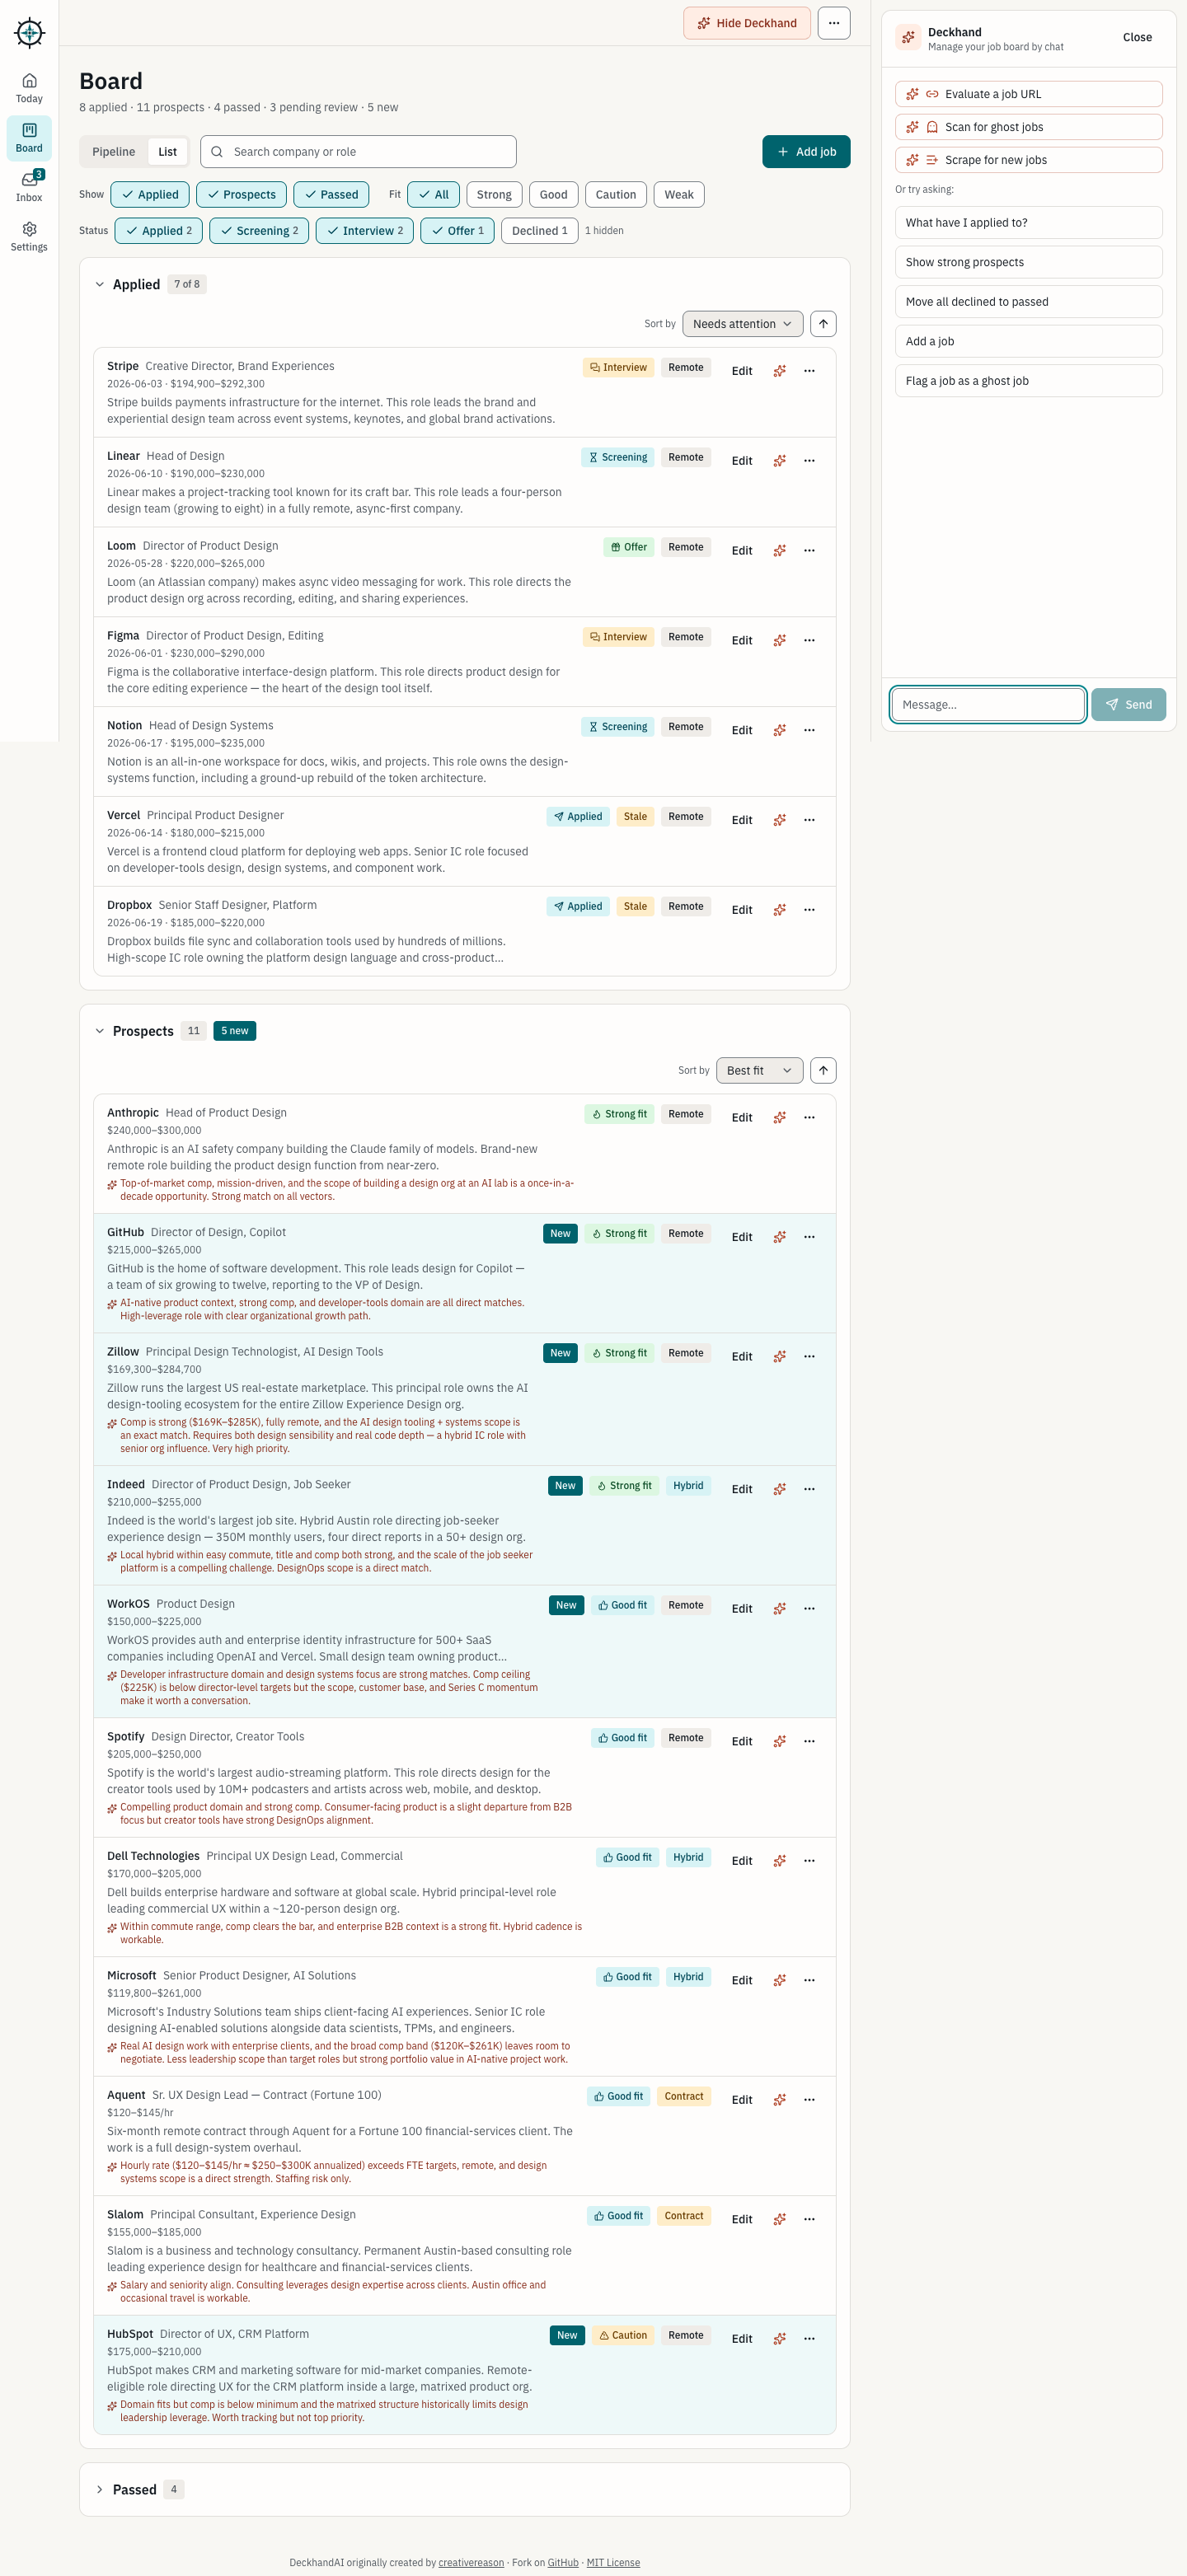 Hide Deckhand
Today
Board
3
Inbox
Settings
Board
8 applied · 11 prospects · 4 passed · 3 pending review · 5 new
Pipeline
List
Search company or role
Add job
Show
Applied
Prospects
Passed
Fit
All
Strong
Good
Caution
Weak
Status
Applied 2
Screening 2
Interview 2
Offer 1
Declined 1
1 hidden
Applied
7 of 8
Sort by
Needs attention
Stripe Creative Director, Brand Experiences
Interview
Remote
Edit
2026-06-03 · $194,900–$292,300
Stripe builds payments infrastructure for the internet. This role leads the brand and
experiential design team across event systems, keynotes, and global brand activations.
Linear Head of Design
Screening
Remote
Edit
2026-06-10 · $190,000–$230,000
Linear makes a project-tracking tool known for its craft bar. This role leads a four-person
design team (growing to eight) in a fully remote, async-first company.
Loom Director of Product Design
Offer
Remote
Edit
2026-05-28 · $220,000–$265,000
Loom (an Atlassian company) makes async video messaging for work. This role directs the
product design org across recording, editing, and sharing experiences.
Figma Director of Product Design, Editing
Interview
Remote
Edit
2026-06-01 · $230,000–$290,000
Figma is the collaborative interface-design platform. This role directs product design for
the core editing experience — the heart of the design tool itself.
Notion Head of Design Systems
Screening
Remote
Edit
2026-06-17 · $195,000–$235,000
Notion is an all-in-one workspace for docs, wikis, and projects. This role owns the design-
systems function, including a ground-up rebuild of the token architecture.
Vercel Principal Product Designer
Applied
Stale
Remote
Edit
2026-06-14 · $180,000–$215,000
Vercel is a frontend cloud platform for deploying web apps. Senior IC role focused
on developer-tools design, design systems, and component work.
Dropbox Senior Staff Designer, Platform
Applied
Stale
Remote
Edit
2026-06-19 · $185,000–$220,000
Dropbox builds file sync and collaboration tools used by hundreds of millions.
High-scope IC role owning the platform design language and cross-product...
Prospects
11
5 new
Sort by
Best fit
Anthropic Head of Product Design
Strong fit
Remote
Edit
$240,000–$300,000
Anthropic is an AI safety company building the Claude family of models. Brand-new
remote role building the product design function from near-zero.
Top-of-market comp, mission-driven, and the scope of building a design org at an AI lab is a once-in-a-
decade opportunity. Strong match on all vectors.
GitHub Director of Design, Copilot
New
Strong fit
Remote
Edit
$215,000–$265,000
GitHub is the home of software development. This role leads design for Copilot —
a team of six growing to twelve, reporting to the VP of Design.
AI-native product context, strong comp, and developer-tools domain are all direct matches.
High-leverage role with clear organizational growth path.
Zillow Principal Design Technologist, AI Design Tools
New
Strong fit
Remote
Edit
$169,300–$284,700
Zillow runs the largest US real-estate marketplace. This principal role owns the AI
design-tooling ecosystem for the entire Zillow Experience Design org.
Comp is strong ($169K–$285K), fully remote, and the AI design tooling + systems scope is
an exact match. Requires both design sensibility and real code depth — a hybrid IC role with
senior org influence. Very high priority.
Indeed Director of Product Design, Job Seeker
New
Strong fit
Hybrid
Edit
$210,000–$255,000
Indeed is the world's largest job site. Hybrid Austin role directing job-seeker
experience design — 350M monthly users, four direct reports in a 50+ design org.
Local hybrid within easy commute, title and comp both strong, and the scale of the job seeker
platform is a compelling challenge. DesignOps scope is a direct match.
WorkOS Product Design
New
Good fit
Remote
Edit
$150,000–$225,000
WorkOS provides auth and enterprise identity infrastructure for 500+ SaaS
companies including OpenAI and Vercel. Small design team owning product...
Developer infrastructure domain and design systems focus are strong matches. Comp ceiling
($225K) is below director-level targets but the scope, customer base, and Series C momentum
make it worth a conversation.
Spotify Design Director, Creator Tools
Good fit
Remote
Edit
$205,000–$250,000
Spotify is the world's largest audio-streaming platform. This role directs design for the
creator tools used by 10M+ podcasters and artists across web, mobile, and desktop.
Compelling product domain and strong comp. Consumer-facing product is a slight departure from B2B
focus but creator tools have strong DesignOps alignment.
Dell Technologies Principal UX Design Lead, Commercial
Good fit
Hybrid
Edit
$170,000–$205,000
Dell builds enterprise hardware and software at global scale. Hybrid principal-level role
leading commercial UX within a ~120-person design org.
Within commute range, comp clears the bar, and enterprise B2B context is a strong fit. Hybrid cadence is
workable.
Microsoft Senior Product Designer, AI Solutions
Good fit
Hybrid
Edit
$119,800–$261,000
Microsoft's Industry Solutions team ships client-facing AI experiences. Senior IC role
designing AI-enabled solutions alongside data scientists, TPMs, and engineers.
Real AI design work with enterprise clients, and the broad comp band ($120K–$261K) leaves room to
negotiate. Less leadership scope than target roles but strong portfolio value in AI-native project work.
Aquent Sr. UX Design Lead — Contract (Fortune 100)
Good fit
Contract
Edit
$120–$145/hr
Six-month remote contract through Aquent for a Fortune 100 financial-services client. The
work is a full design-system overhaul.
Hourly rate ($120–$145/hr ≈ $250–$300K annualized) exceeds FTE targets, remote, and design
systems scope is a direct strength. Staffing risk only.
Slalom Principal Consultant, Experience Design
Good fit
Contract
Edit
$155,000–$185,000
Slalom is a business and technology consultancy. Permanent Austin-based consulting role
leading experience design for healthcare and financial-services clients.
Salary and seniority align. Consulting leverages design expertise across clients. Austin office and
occasional travel is workable.
HubSpot Director of UX, CRM Platform
New
Caution
Remote
Edit
$175,000–$210,000
HubSpot makes CRM and marketing software for mid-market companies. Remote-
eligible role directing UX for the CRM platform inside a large, matrixed product org.
Domain fits but comp is below minimum and the matrixed structure historically limits design
leadership leverage. Worth tracking but not top priority.
Passed
4
DeckhandAI originally created by creativereason · Fork on GitHub · MIT License
Deckhand
Manage your job board by chat
Close
Evaluate a job URL
Scan for ghost jobs
Scrape for new jobs
Or try asking:
What have I applied to?
Show strong prospects
Move all declined to passed
Add a job
Flag a job as a ghost job
Message...
Send